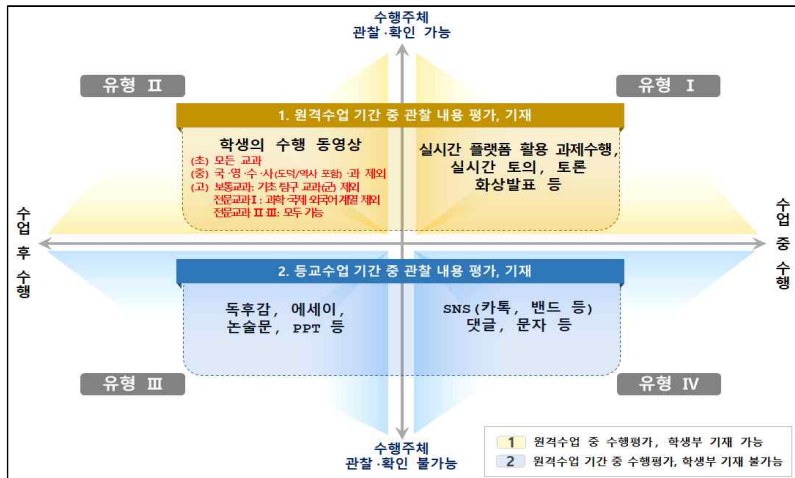 수행주체
관찰·확인 가능
유형 Ⅱ
유형 Ⅰ
1. 원격수업 기간 중 관찰 내용 평가, 기재
학생의 수행 동영상
(초) 모든 교과
(중) 국·영·수·사(도덕/역사 포함)·과 제외
(고) 보통교과: 기초·탐구 교과(군) 제외
전문교과Ⅰ: 과학·국제·외국어계열 제외
전문교과 Ⅱ·Ⅲ: 모두 가능
실시간 플랫폼 활용 과제수행,
실시간 토의, 토론
화상발표 등
수업 후 수행
수업 중 수행
2. 등교수업 기간 중 관찰 내용 평가, 기재
독후감, 에세이,
논술문, PPT 등
SNS(카톡, 밴드 등)
댓글, 문자 등
유형 Ⅲ
유형 Ⅳ
수행주체
관찰·확인 불가능
1 원격수업 중 수행평가, 학생부 기재 가능
2 원격수업 기간 중 수행평가, 학생부 기재 불가능